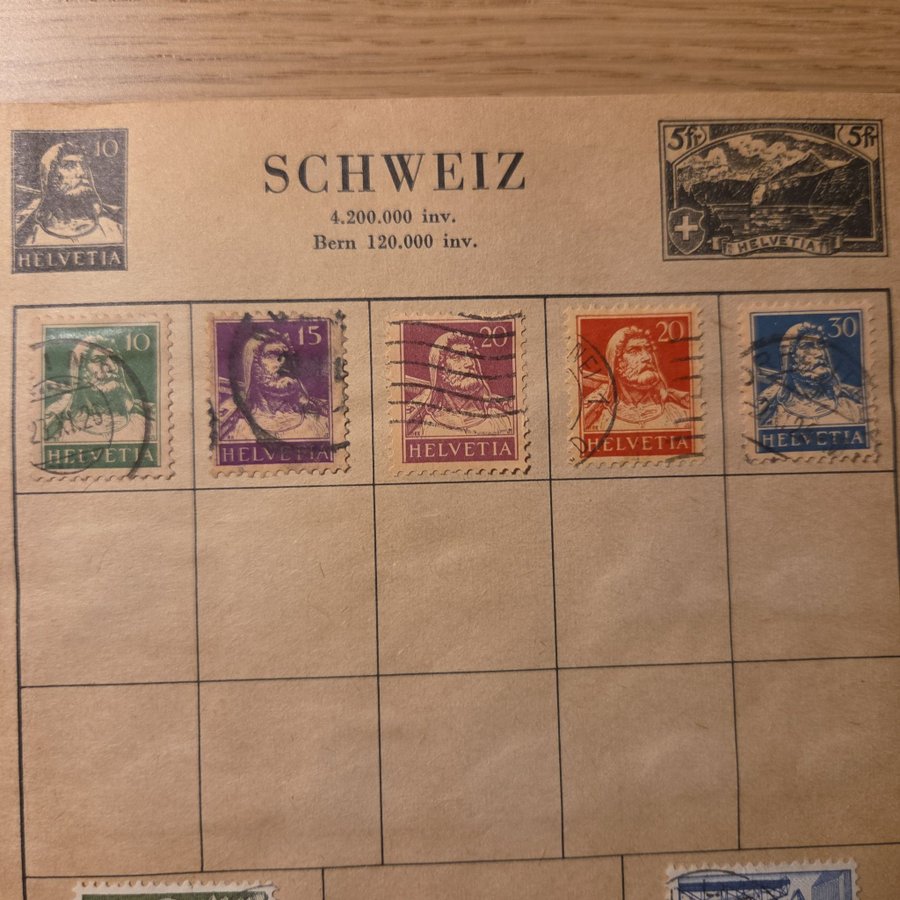 10
HELVETIA
SCHWEIZ
4.200.000 inv.
Bern 120.000 inv.
5fr 5fr
HELVETIA
10
HELVETIA
15
HELVETIA
20
HELVETIA
20
HELVETIA
30
HELVETIA